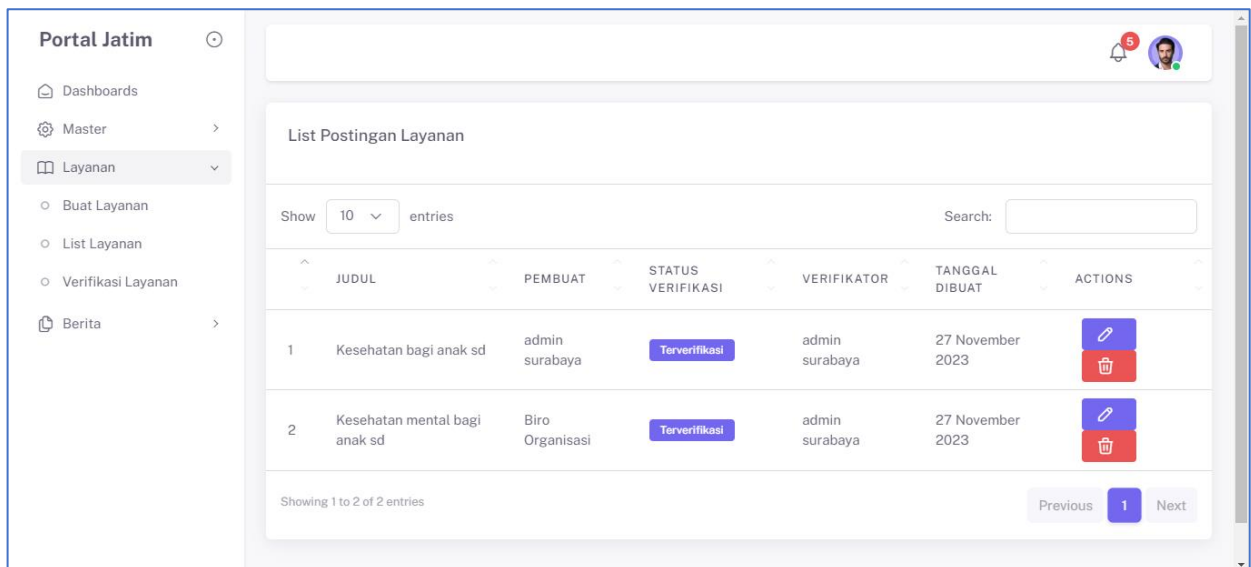 Portal Jatim
5
Dashboards
Master
Layanan
Buat Layanan
List Layanan
Verifikasi Layanan
Berita
List Postingan Layanan
Show 10 entries
Search:
JUDUL
PEMBUAT
STATUS
VERIFIKASI
VERIFIKATOR
TANGGAL
DIBUAT
ACTIONS
1
Kesehatan bagi anak sd
admin
surabaya
Terverifikasi
admin
surabaya
27 November
2023
2
Kesehatan mental bagi
anak sd
Biro
Organisasi
Terverifikasi
admin
surabaya
27 November
2023
Showing 1 to 2 of 2 entries
Previous 1 Next